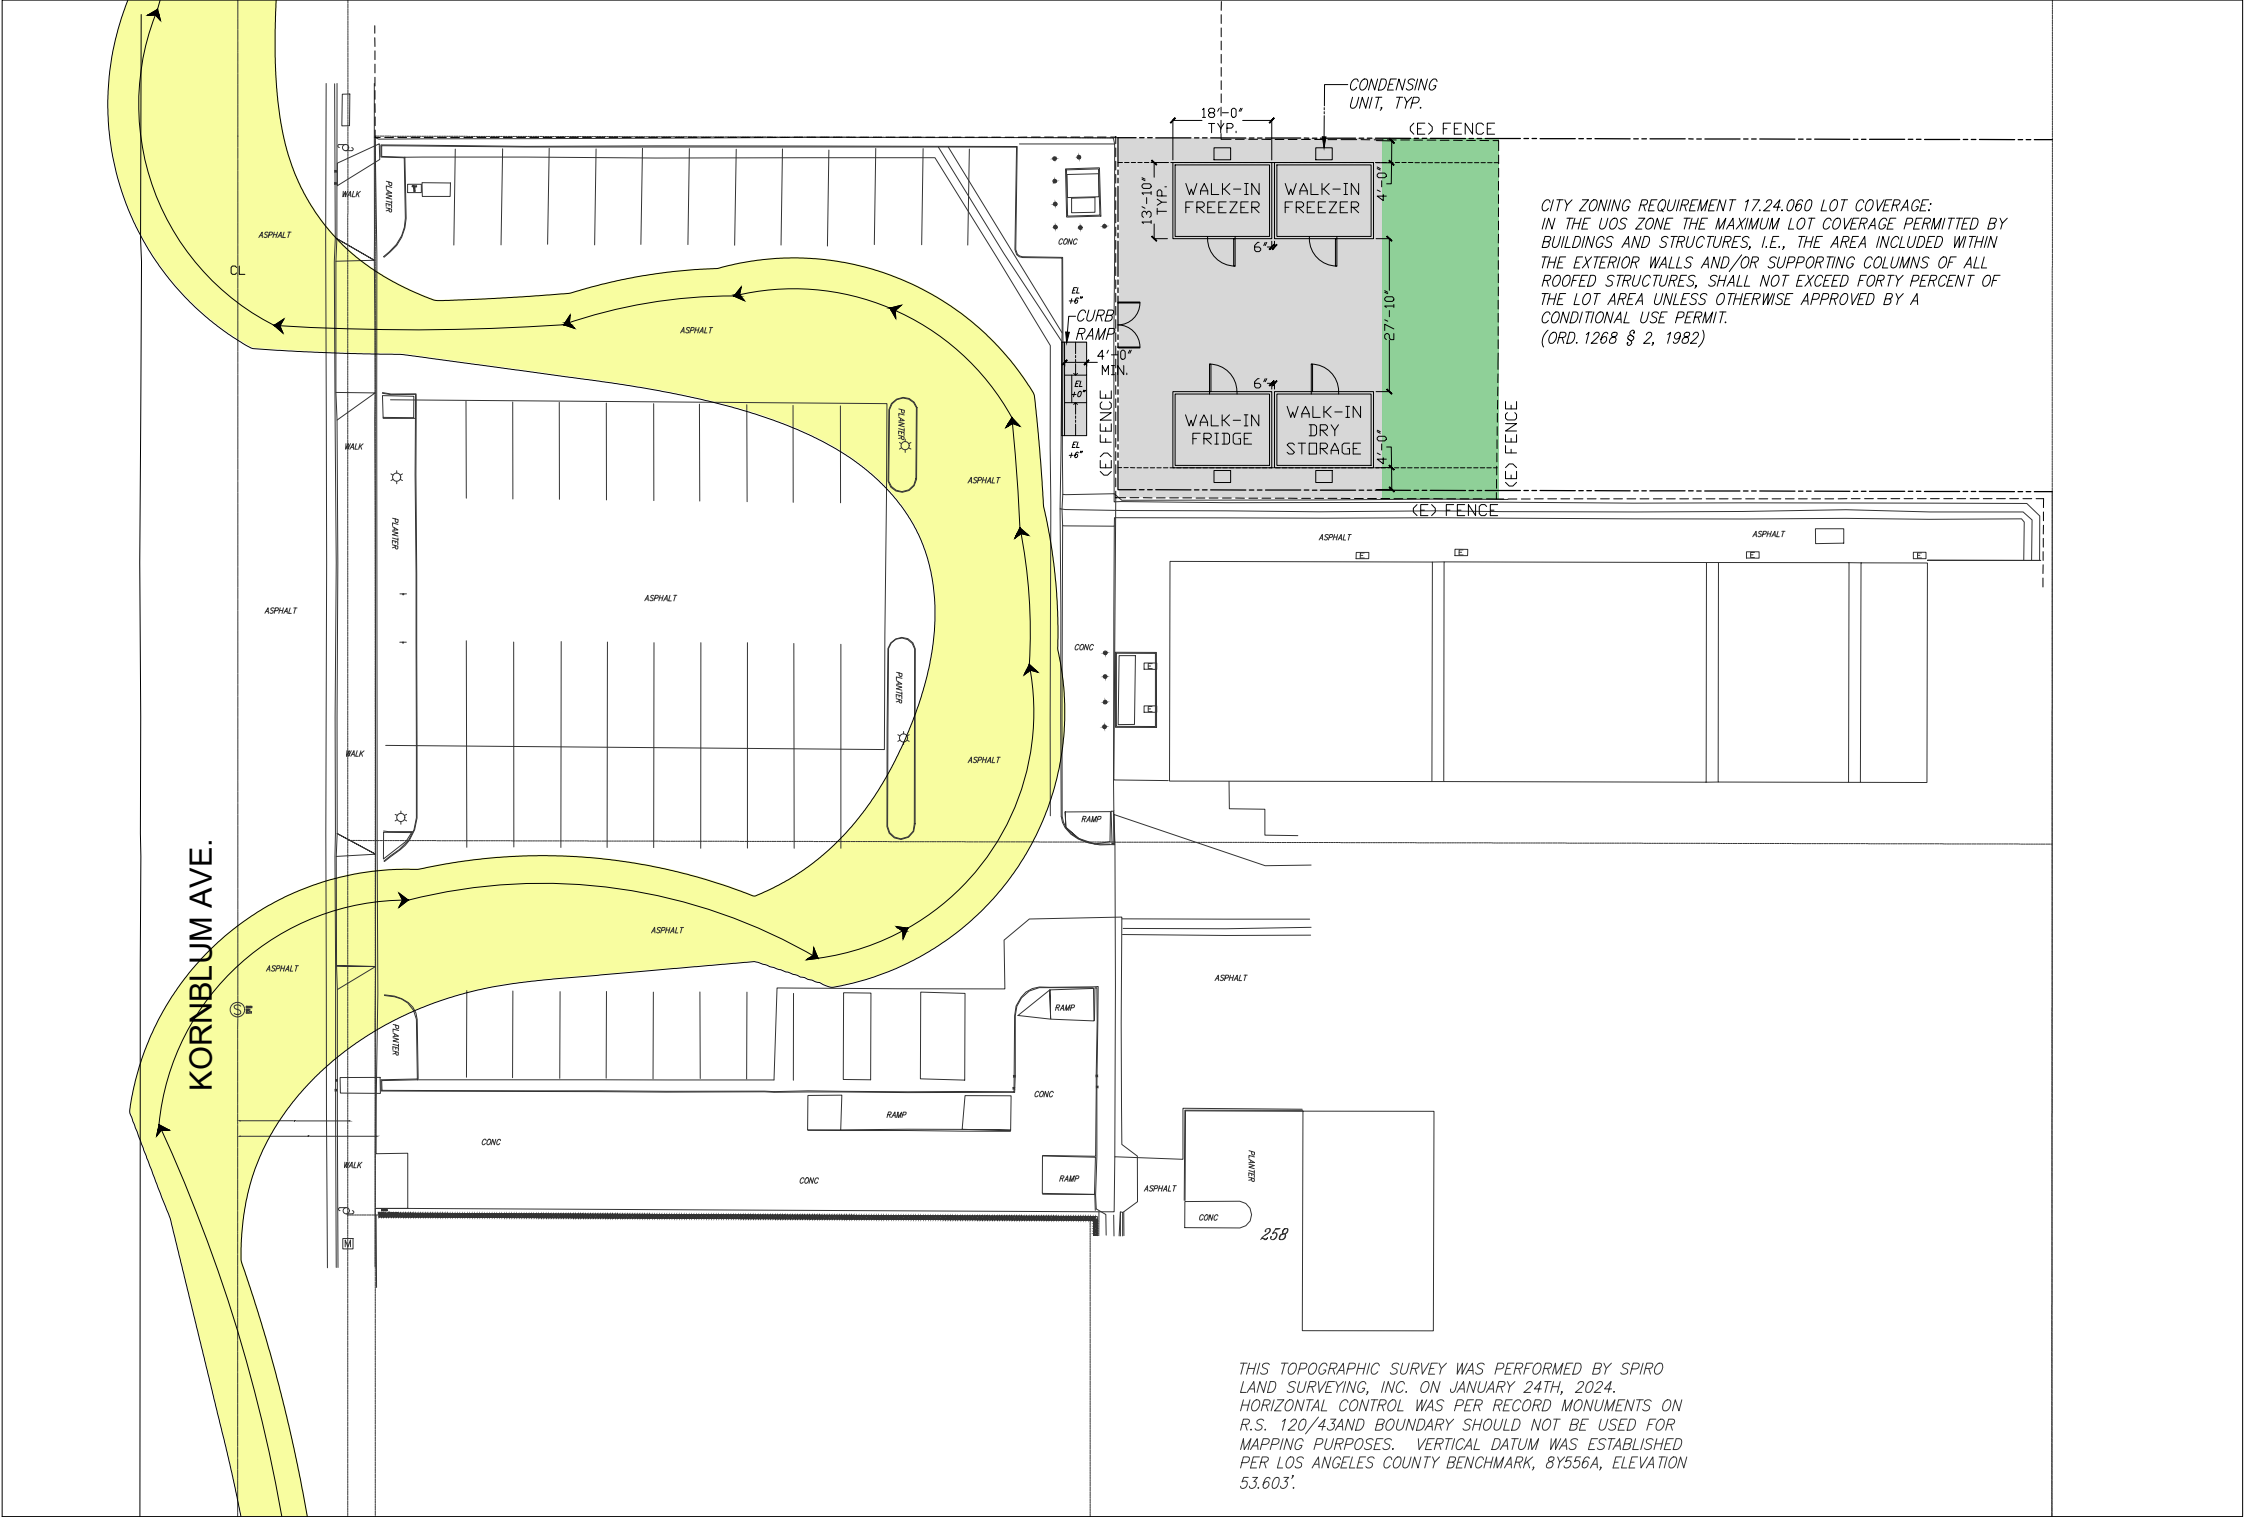 CONDENSING
UNIT, TYP.
18'-0"
TYP.
(E) FENCE
WALK-IN
FREEZER
WALK-IN
FREEZER
13'-10"
TYP.
4'-0"
6"
CITY ZONING REQUIREMENT 17.24.060 LOT COVERAGE:
IN THE UOS ZONE THE MAXIMUM LOT COVERAGE PERMITTED BY
BUILDINGS AND STRUCTURES, I.E., THE AREA INCLUDED WITHIN
THE EXTERIOR WALLS AND/OR SUPPORTING COLUMNS OF ALL
ROOFED STRUCTURES, SHALL NOT EXCEED FORTY PERCENT OF
THE LOT AREA UNLESS OTHERWISE APPROVED BY A
CONDITIONAL USE PERMIT.
(ORD. 1268 § 2, 1982)
WALK
PLANTER
ASPHALT
CL
CONC
EL
+6"
CURB
RAMP
4'-0"
MIN.
EL
+0"
EL
+6"
27'-10"
6"
WALK-IN
FRIDGE
WALK-IN
DRY
STORAGE
4'-0"
(E) FENCE
(E) FENCE
(E) FENCE
ASPHALT
PLANTER
WALK
ASPHALT
PLANTER
ASPHALT
ASPHALT
E
E
E
E
ASPHALT
ASPHALT
CONC
E
E
PLANTER
WALK
ASPHALT
RAMP
KORNBLUM AVE.
ASPHALT
ASPHALT
ASPHALT
S
PLANTER
RAMP
CONC
RAMP
CONC
CONC
WALK
RAMP
ASPHALT
PLANTER
CONC
258
M
THIS TOPOGRAPHIC SURVEY WAS PERFORMED BY SPIRO
LAND SURVEYING, INC. ON JANUARY 24TH, 2024.
HORIZONTAL CONTROL WAS PER RECORD MONUMENTS ON
R.S. 120/43AND BOUNDARY SHOULD NOT BE USED FOR
MAPPING PURPOSES. VERTICAL DATUM WAS ESTABLISHED
PER LOS ANGELES COUNTY BENCHMARK, 8Y556A, ELEVATION
53.603'.